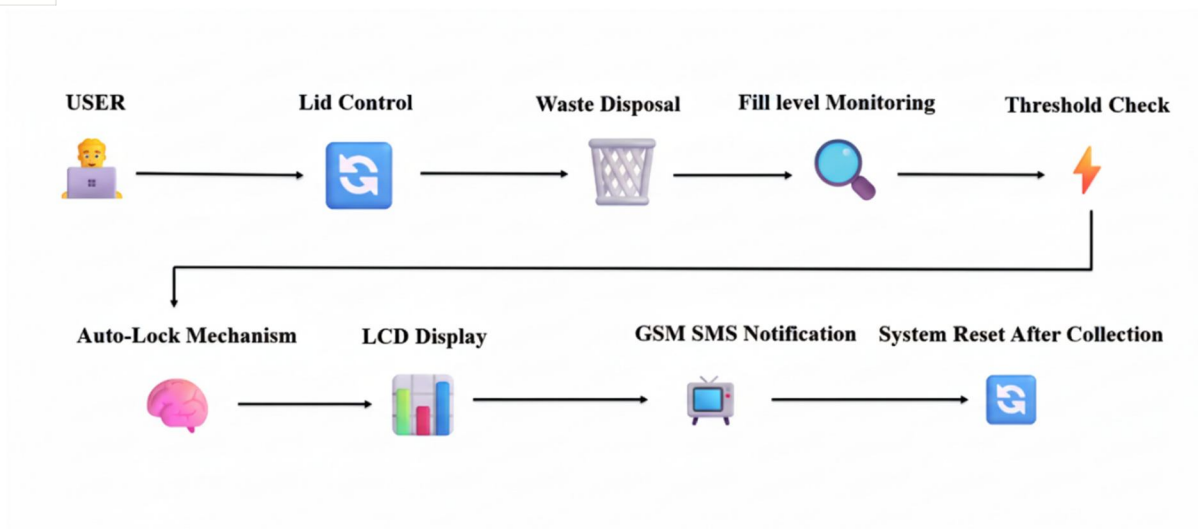 USER
Lid Control
Waste Disposal
Fill level Monitoring
Threshold Check
Auto-Lock Mechanism
LCD Display
GSM SMS Notification
System Reset After Collection